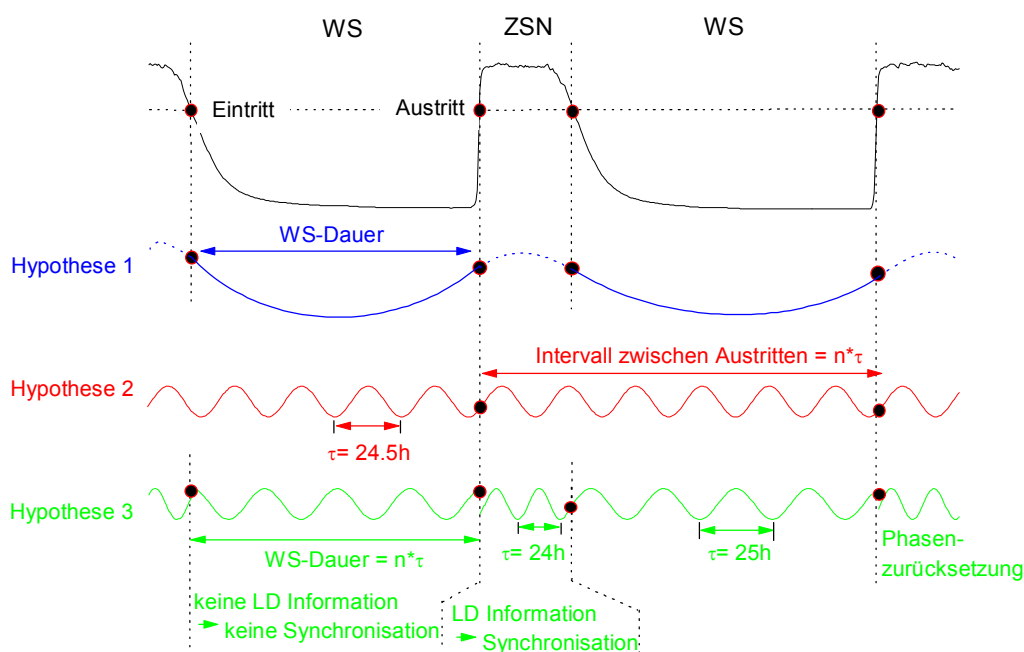 WS ZSN WS
Eintritt Austritt
WS-Dauer
Hypothese 1
Intervall zwischen Austritten = n*τ
Hypothese 2
τ= 24.5h
Hypothese 3
WS-Dauer = n*τ
τ= 24h
τ= 25h
Phasen-
zurücksetzung
keine LD Information
keine Synchronisation
LD Information
Synchronisation